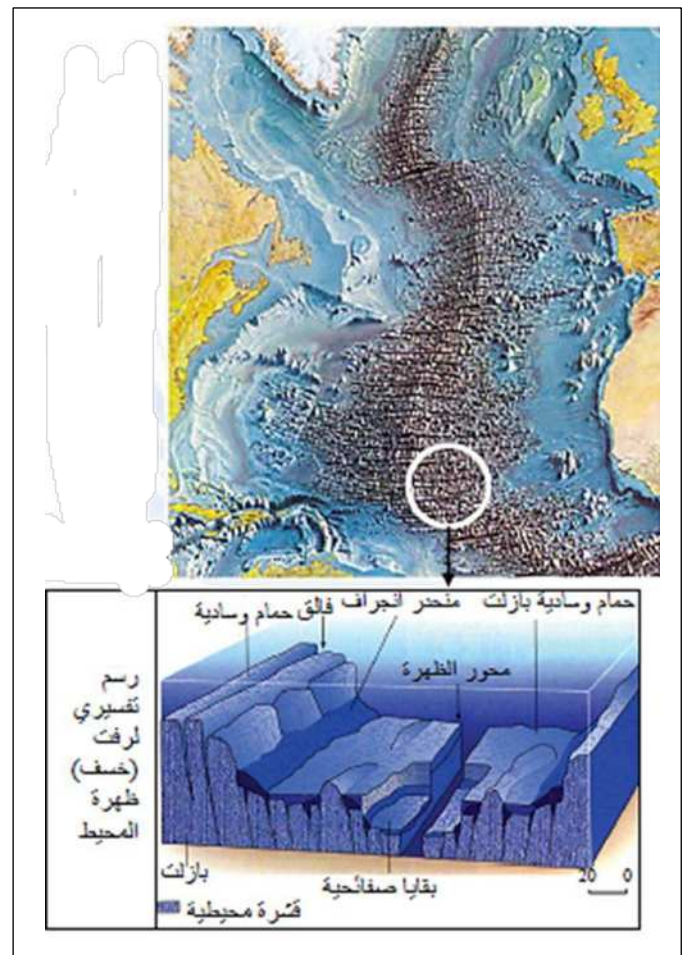 حمام وسادية بازلت
منحدر انجراف
فالق
حمام وسادية
محور الظهرة
رسم
تفسيري
لرفت
(خسف)
ظهرة
المحيط
بازلت
بقايا صفائحية
20 0
قشرة محيطية